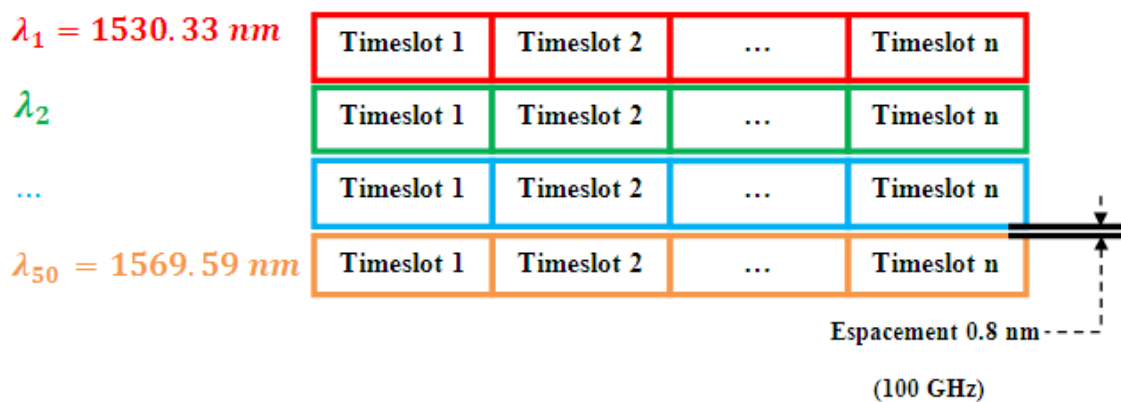 λ₁ = 1530.33 nm Timeslot 1 Timeslot 2 ... Timeslot n
λ₂ Timeslot 1 Timeslot 2 ... Timeslot n
... Timeslot 1 Timeslot 2 ... Timeslot n
λ₅₀ = 1569.59 nm Timeslot 1 Timeslot 2 ... Timeslot n
Espacement 0.8 nm
(100 GHz)